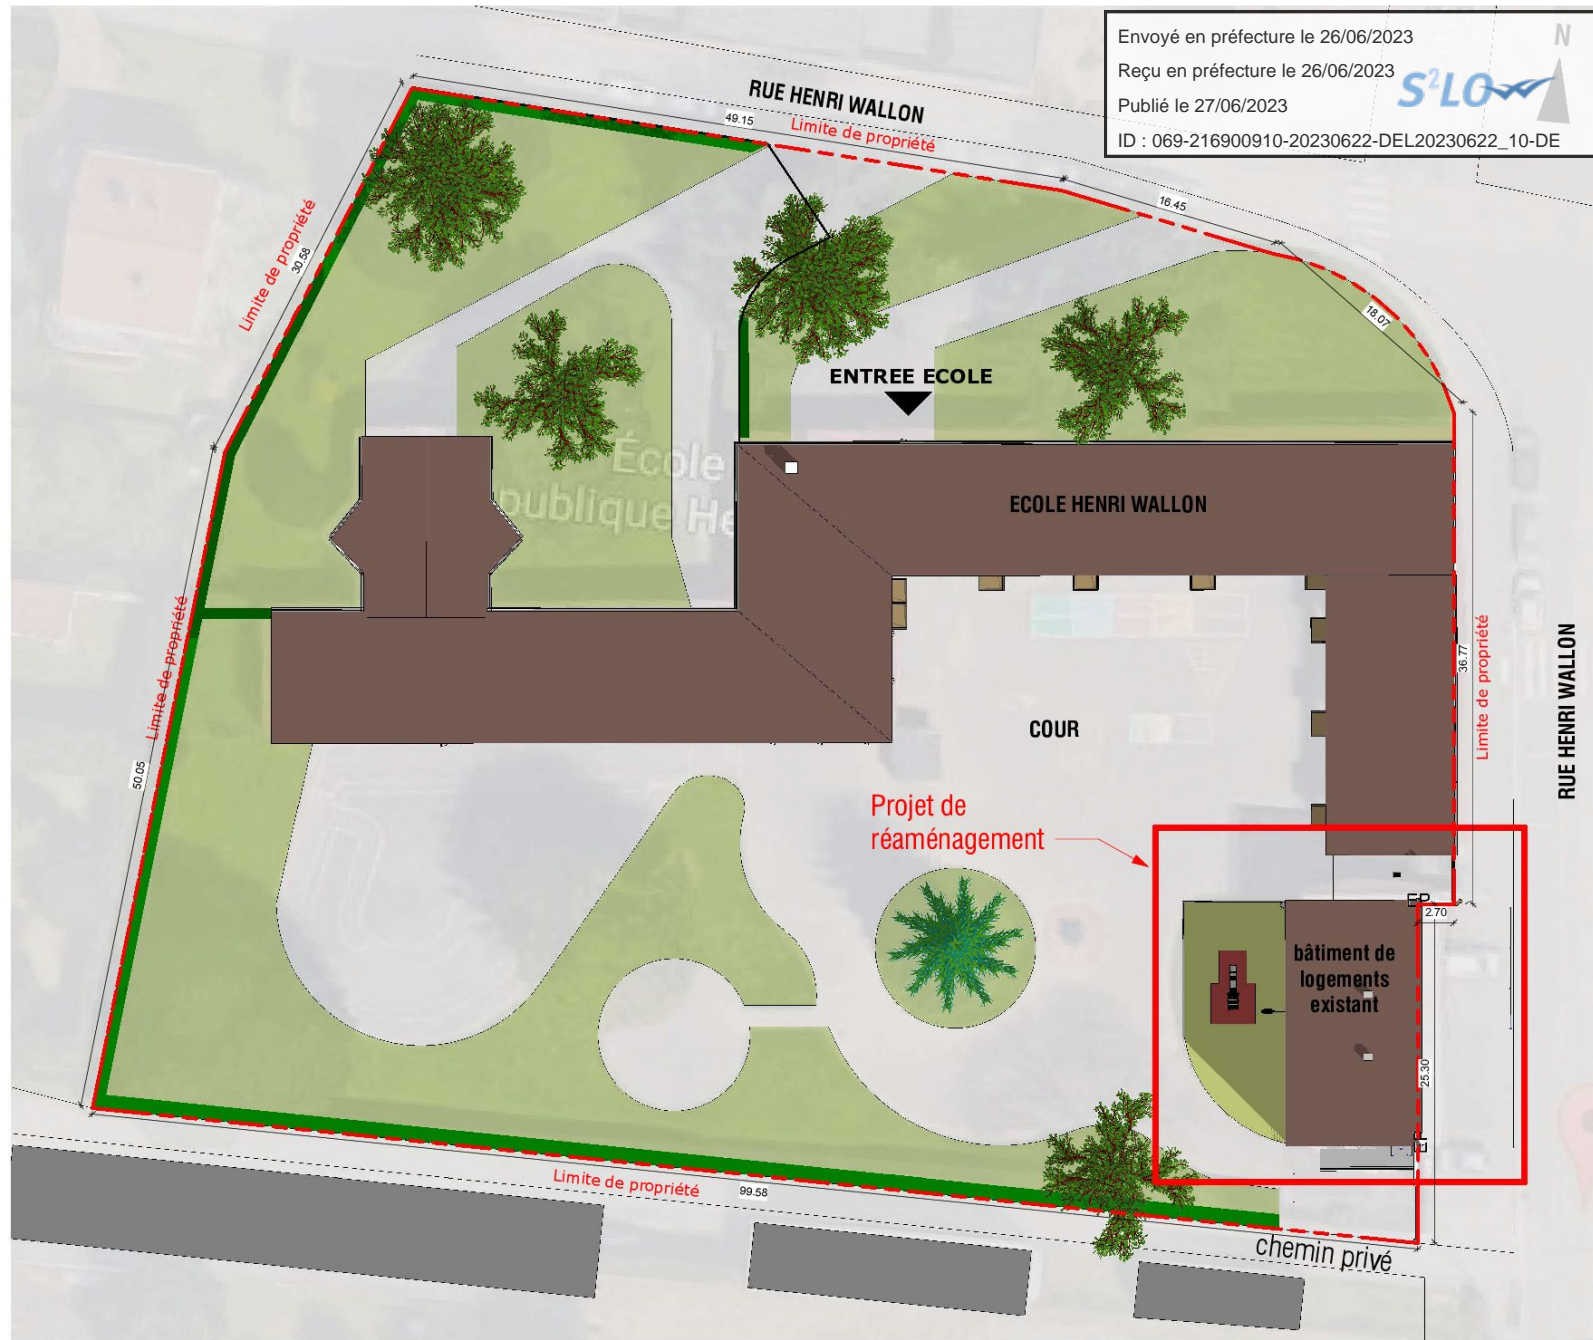 Envoyé en préfecture le 26/06/2023
Reçu en préfecture le 26/06/2023
Publié le 27/06/2023
ID : 069-216900910-20230622-DEL20230622_10-DE
S²LO
N
RUE HENRI WALLON
49.15
Limite de propriété
16.45
18.07
Limite de propriété
30.58
ENTREE ECOLE
École
publique He
ECOLE HENRI WALLON
Limite de propriété
50.05
36.77
Limite de propriété
RUE HENRI WALLON
COUR
Projet de
réaménagement
EP
2.70
bâtiment de
logements
existant
25.30
Limite de propriété
99.58
chemin privé